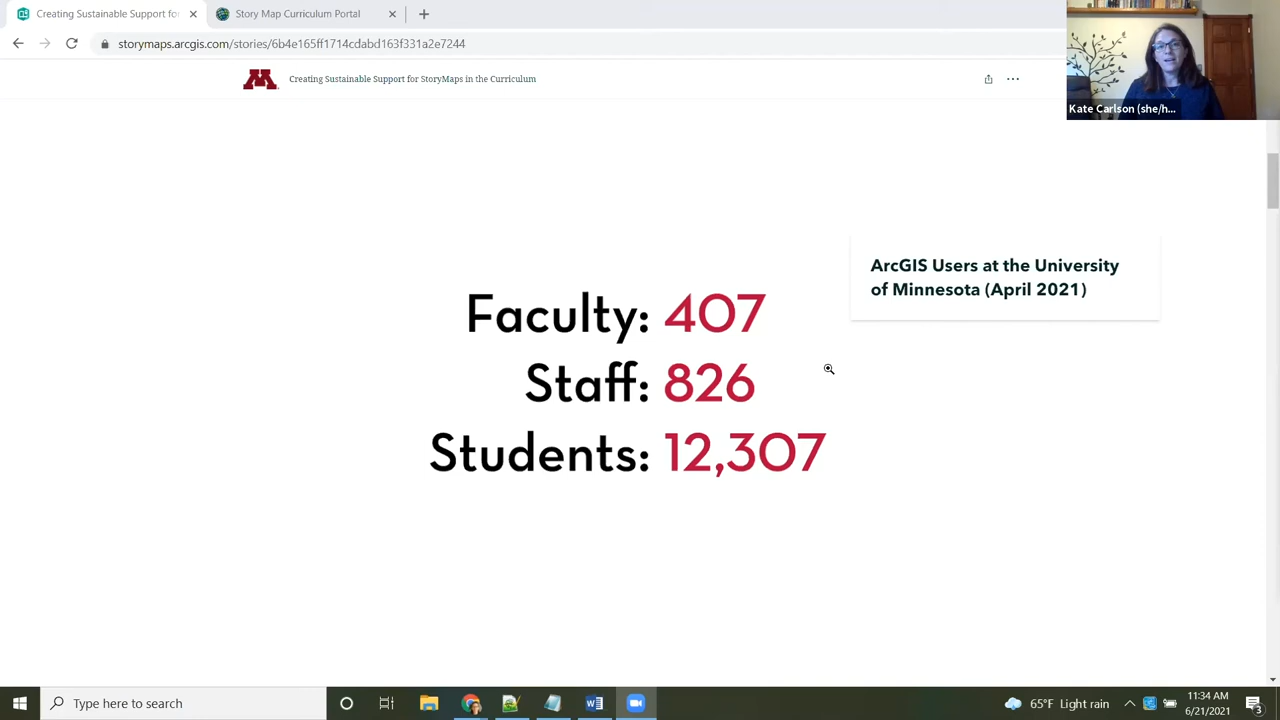 Creating Sustainable Support for
Story Map Curriculum Portal
storymaps.arcgis.com/stories/6b4e165ff1714cdabd163f331a2e7244
Creating Sustainable Support for StoryMaps in the Curriculum
Kate Carlson (she/h...
ArcGIS Users at the University
of Minnesota (April 2021)
Faculty: 407
Staff: 826
Students: 12,307
Type here to search
65°F Light rain
11:34 AM
6/21/2021
3